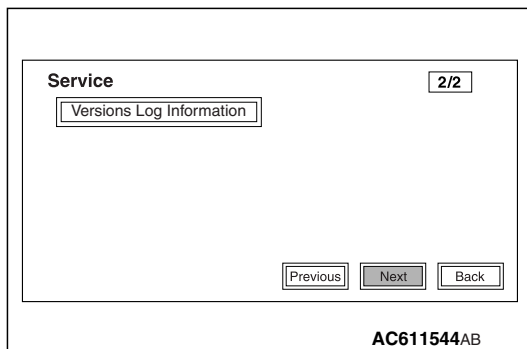 Service 2/2
Versions Log Information
Previous Next Back
AC611544AB